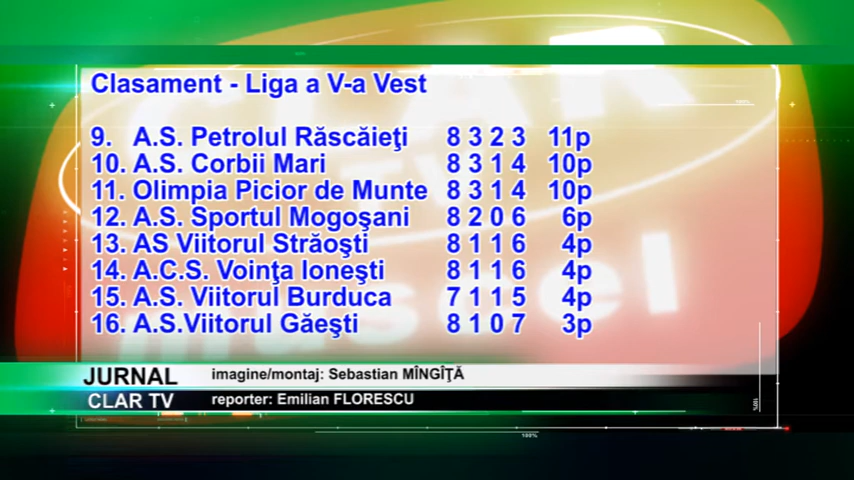 Clasament - Liga a V-a Vest
9. A.S. Petrolul Răscăieţi 8 3 2 3 11p
10. A.S. Corbii Mari 8 3 1 4 10p
11. Olimpia Picior de Munte 8 3 1 4 10p
12. A.S. Sportul Mogoşani 8 2 0 6 6p
13. AS Viitorul Străoşti 8 1 1 6 4p
14. A.C.S. Voinţa Ioneşti 8 1 1 6 4p
15. A.S. Viitorul Burduca 7 1 1 5 4p
16. A.S.Viitorul Găeşti 8 1 0 7 3p
JURNAL imagine/montaj: Sebastian MÎNGÎŢĂ
CLAR TV reporter: Emilian FLORESCU
100%